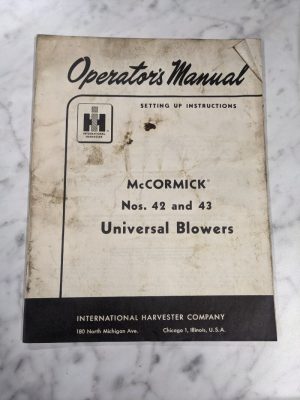 Operator's Manual
SETTING UP INSTRUCTIONS
IH
INTERNATIONAL
HARVESTER
McCORMICK®
Nos. 42 and 43
Universal Blowers
INTERNATIONAL HARVESTER COMPANY
180 North Michigan Ave. Chicago 1, Illinois, U.S.A.